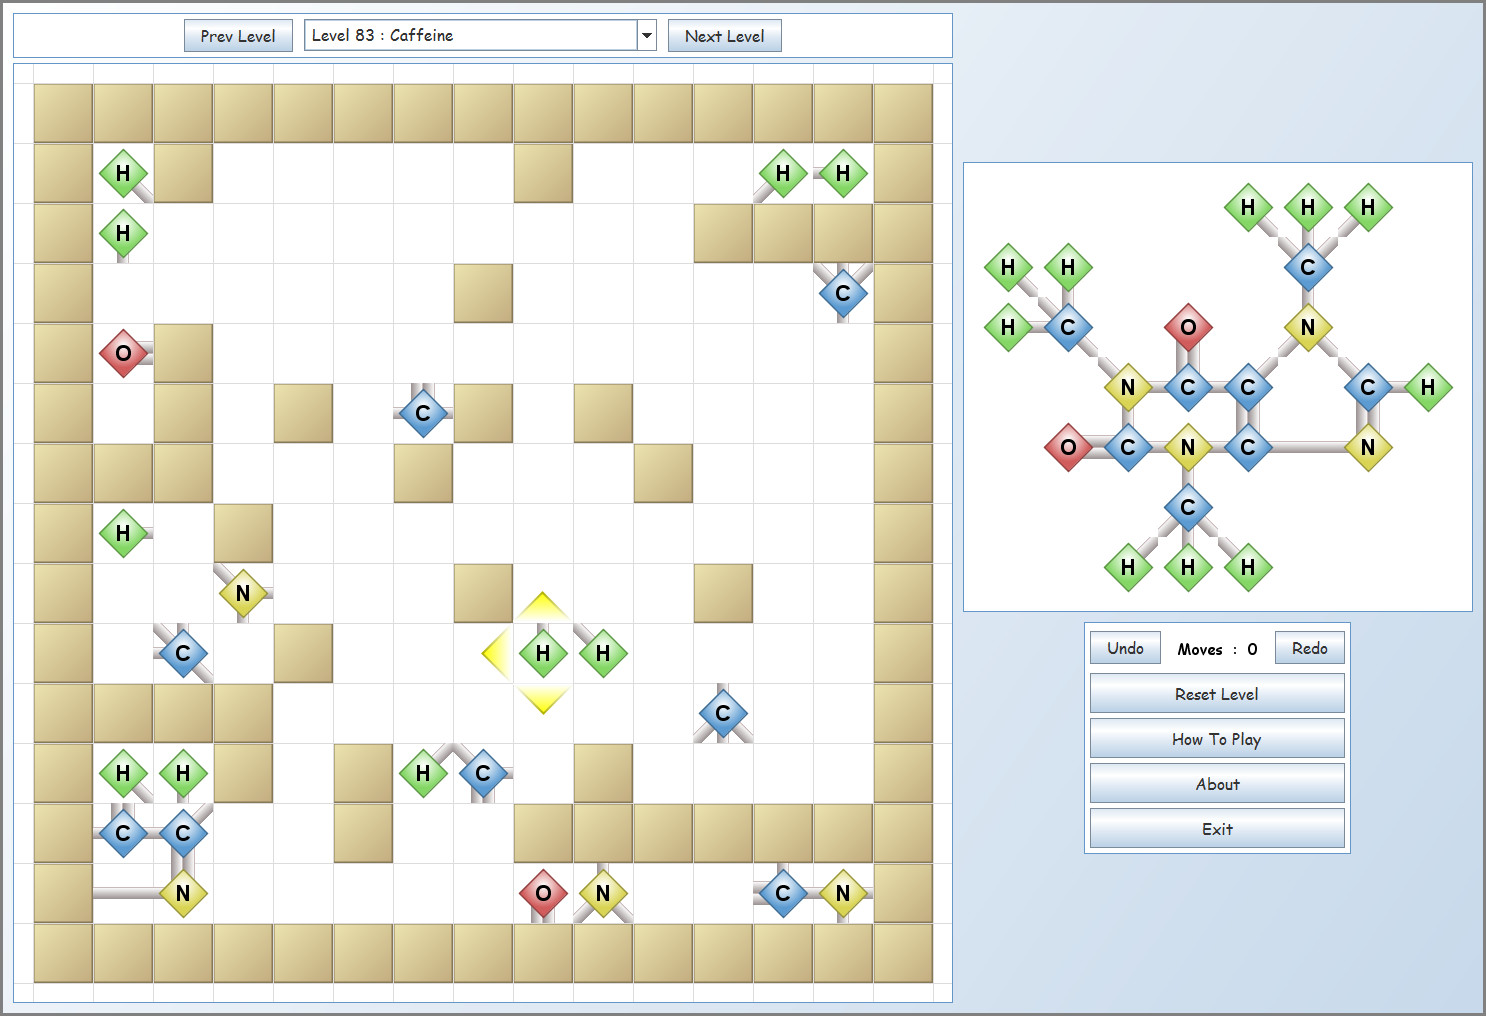 Prev Level Level 83 : Caffeine Next Level
H H H
H
C
O
C
H
N
C H H
C
H H H C
C C
N O N C N
H H H
H H C
H C O N
N C C C H
O C N C N
C
H H H
Undo Moves : 0 Redo
Reset Level
How To Play
About
Exit